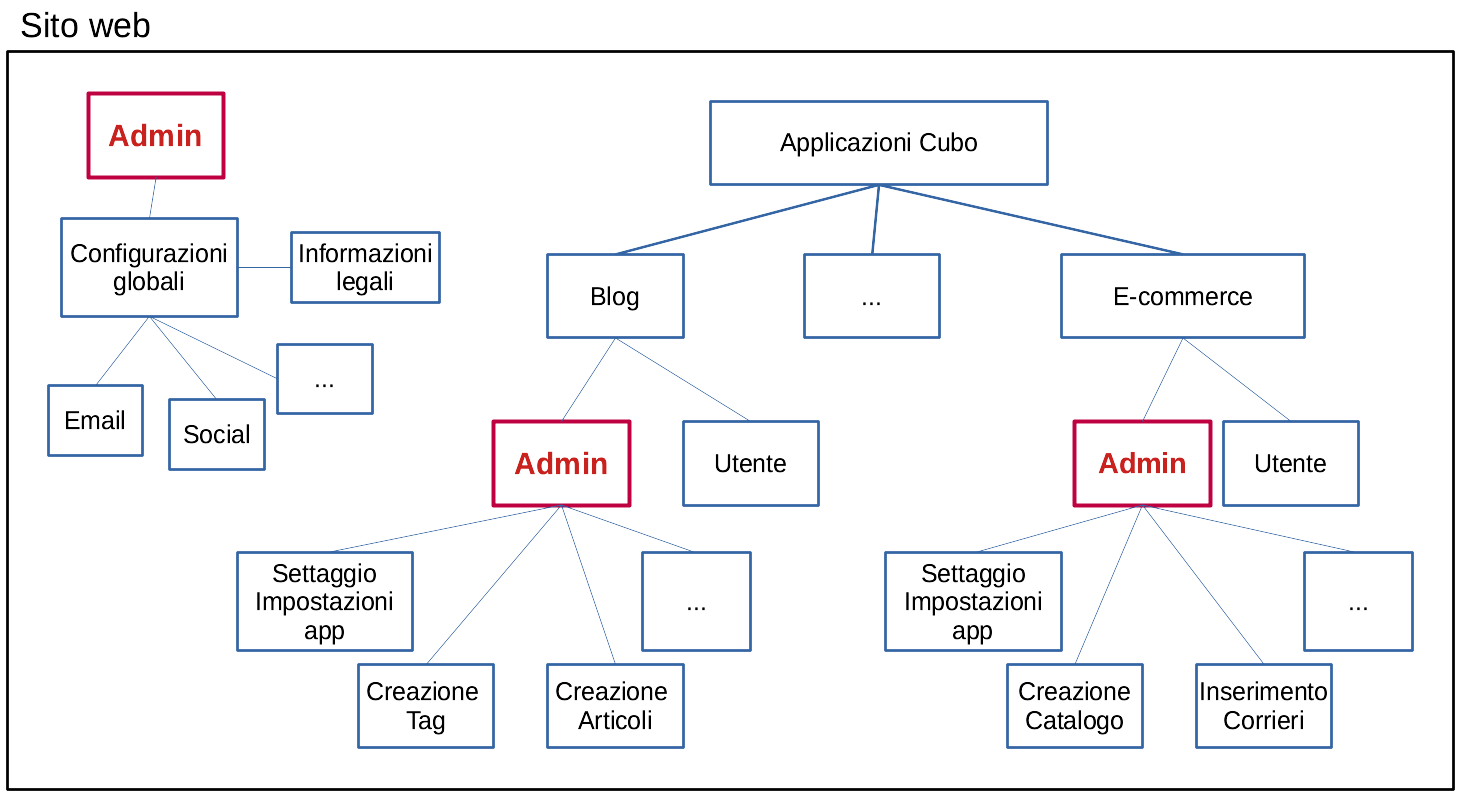 Sito web
Admin
Applicazioni Cubo
Configurazioni
globali
Informazioni
legali
Blog
...
E-commerce
...
Email
Social
Admin
Utente
Admin
Utente
Settaggio
Impostazioni
app
...
Settaggio
Impostazioni
app
...
Creazione
Tag
Creazione
Articoli
Creazione
Catalogo
Inserimento
Corrieri